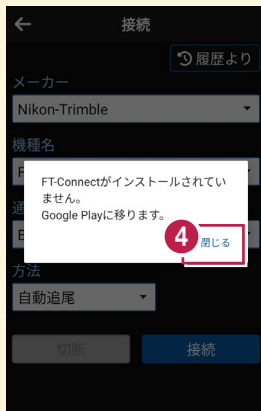 ← 接続
履歴より
メーカー
Nikon-Trimble
機種名
F
FT-Connectがインストールされてい
ません。
Google Playに移ります。
通
B
4
閉じる
方法
自動追尾
切断 接続